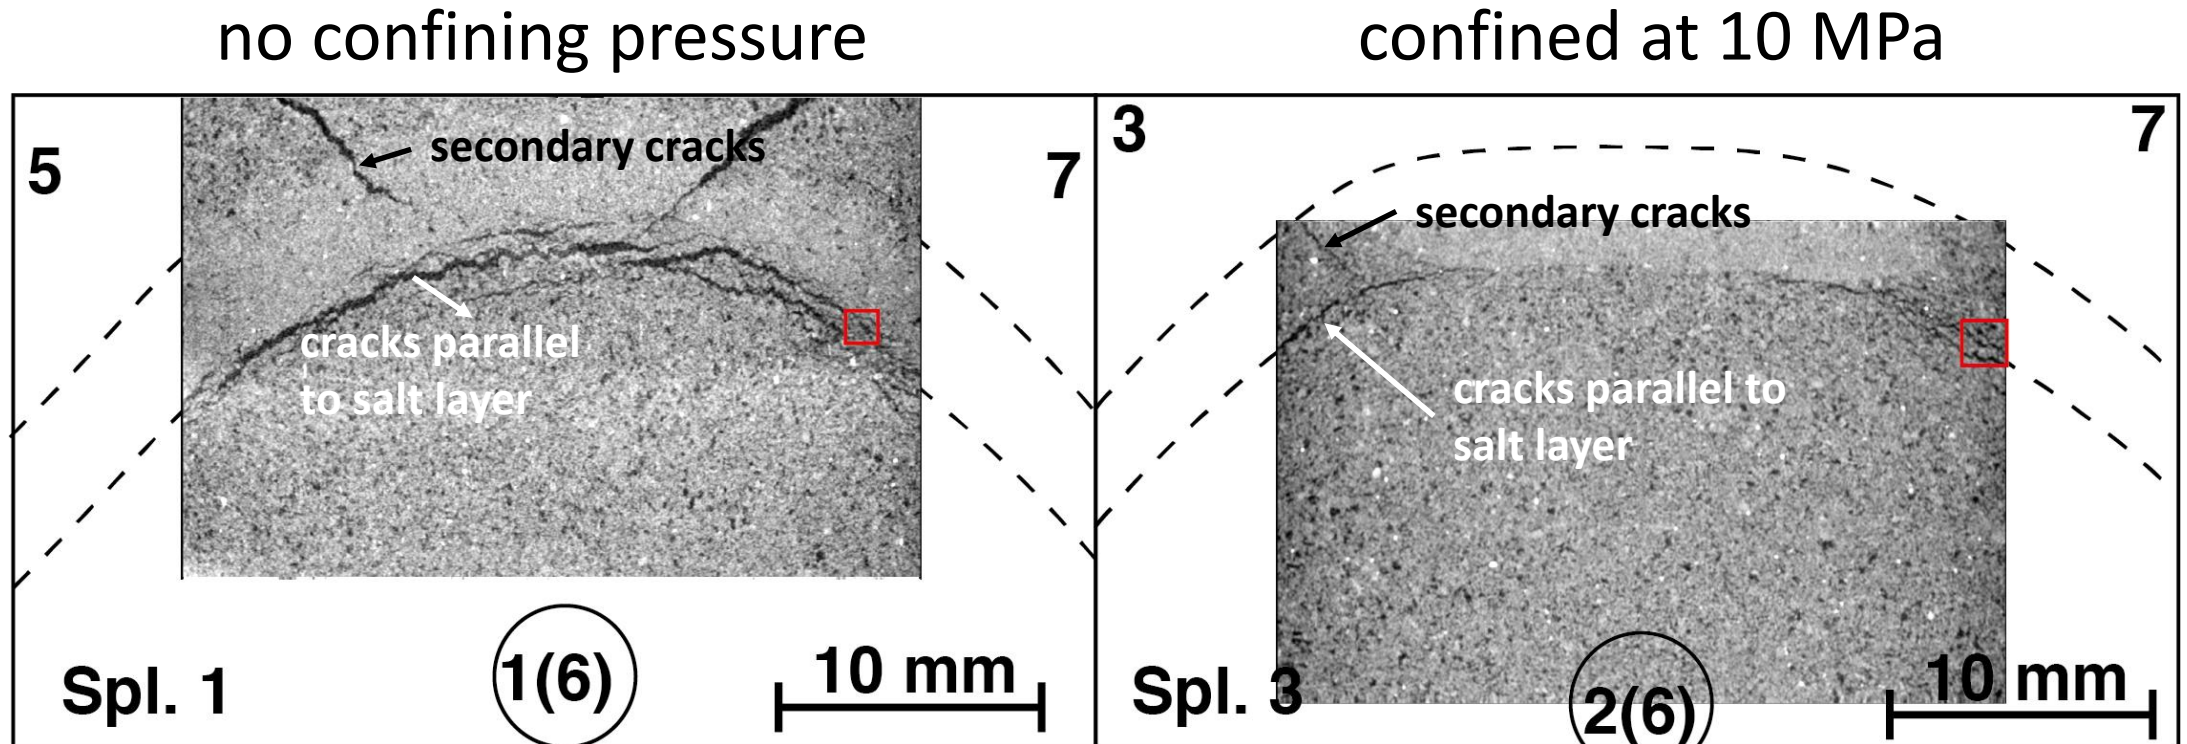 no confining pressure
confined at 10 MPa
5
secondary cracks
7
cracks parallel
to salt layer
Spl. 1
1(6)
10 mm
3
7
secondary cracks
cracks parallel to
salt layer
Spl. 3
2(6)
10 mm